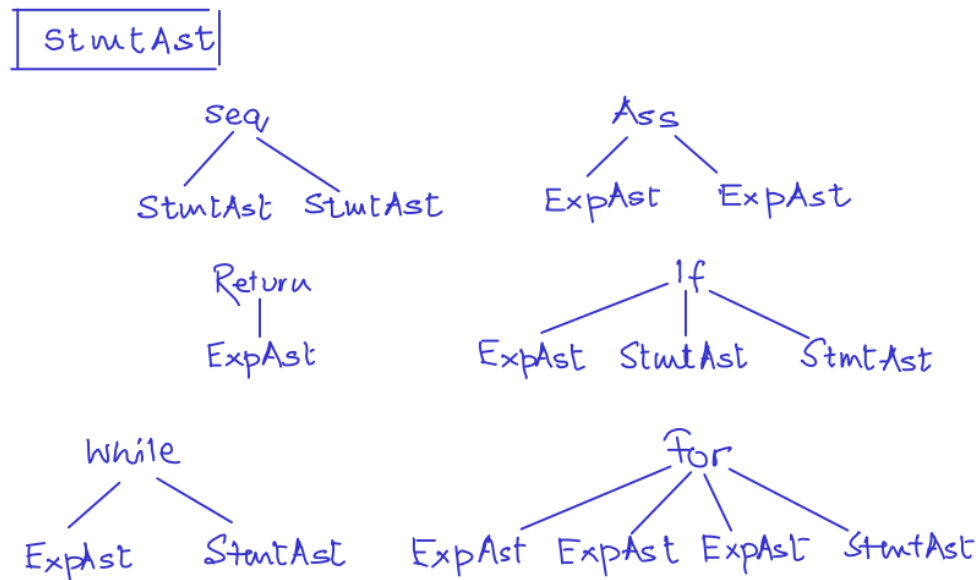 StmtAst
Seq Ass
StmtAst StmtAst ExpAst ExpAst
Return If
ExpAst ExpAst StmtAst StmtAst
While For
ExpAst StmtAst ExpAst ExpAst ExpAst StmtAst